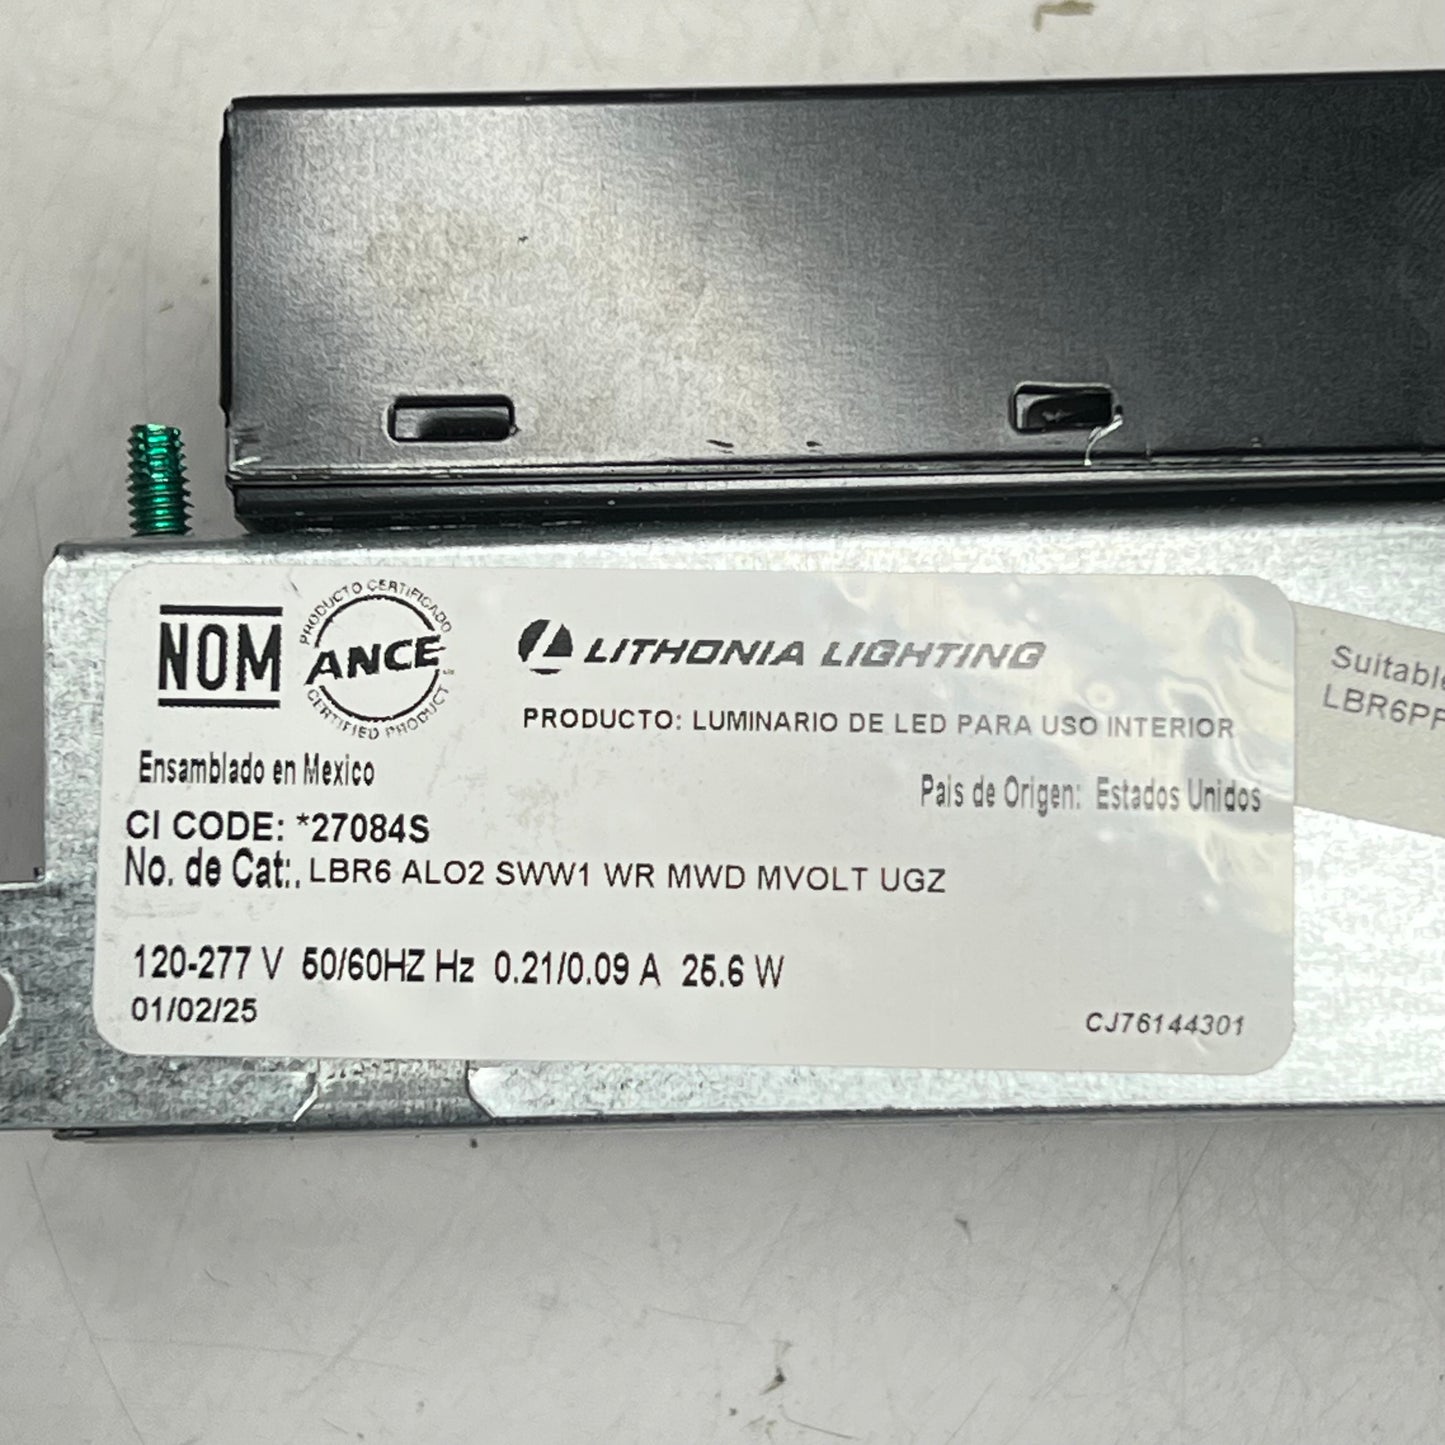 NOM
PRODUCTO CERTIFICADO
ANCE
CERTIFIED PRODUCT
LITHONIA LIGHTING
PRODUCTO: LUMINARIO DE LED PARA USO INTERIOR
Ensamblado en Mexico
Pais de Origen: Estados Unidos
CI CODE: *27084S
No. de Cat:. LBR6 ALO2 SWW1 WR MWD MVOLT UGZ
120-277 V 50/60HZ Hz 0.21/0.09 A 25.6 W
01/02/25
CJ76144301
Suitable